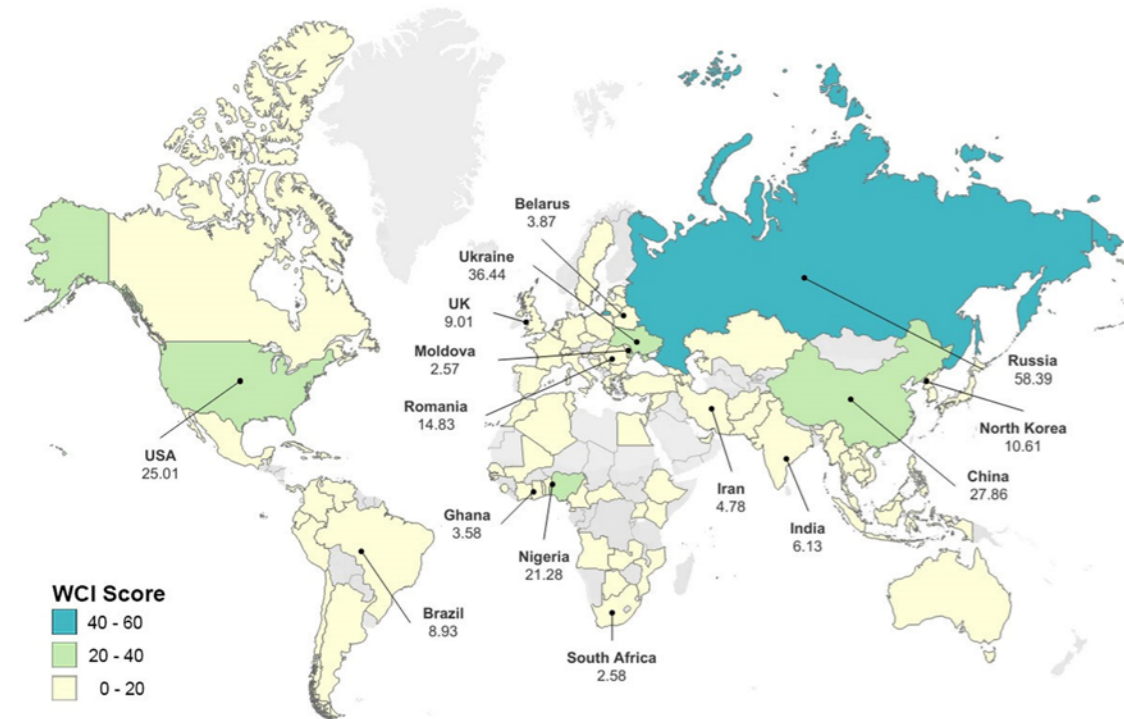 Belarus
3.87
Ukraine
36.44
UK
9.01
Moldova
2.57
Romania
14.83
USA
25.01
Russia
58.39
North Korea
10.61
China
27.86
Iran
4.78
India
6.13
Ghana
3.58
Nigeria
21.28
Brazil
8.93
South Africa
2.58
WCI Score
40 - 60
20 - 40
0 - 20